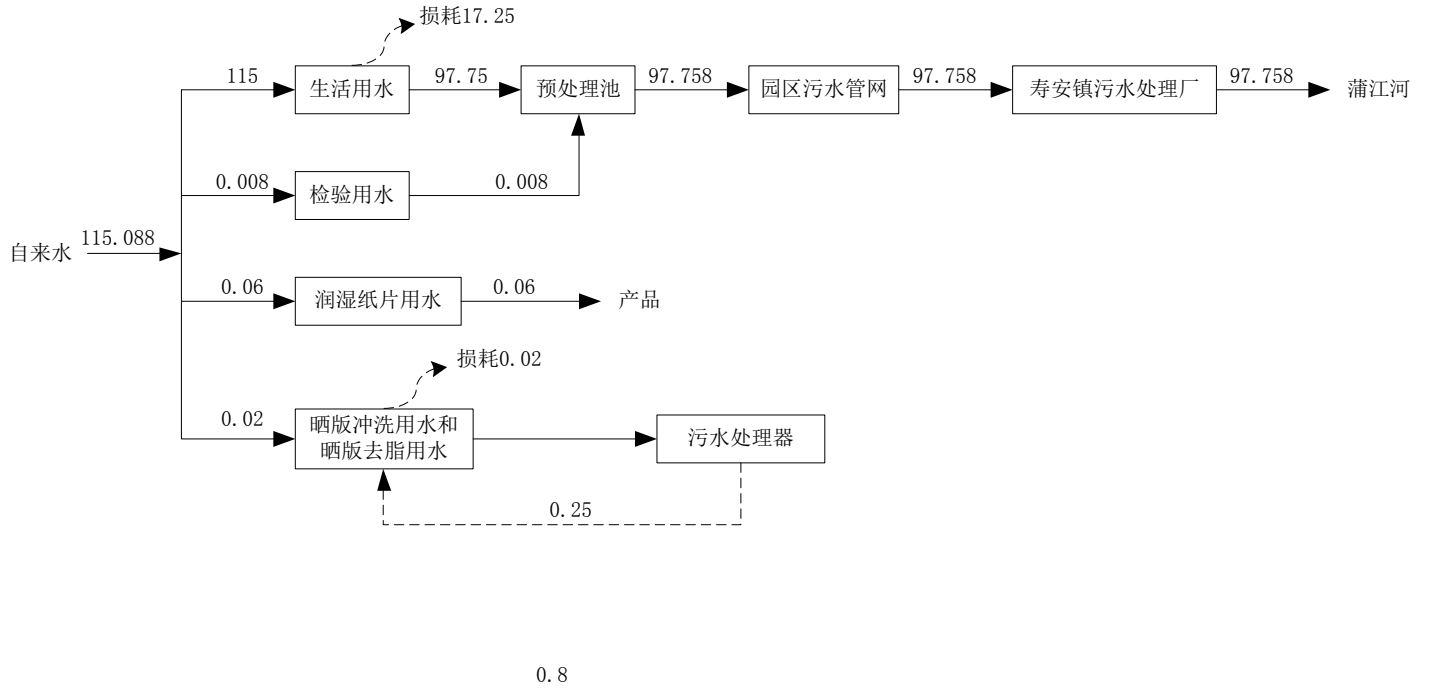 损耗17.25
115
生活用水
97.75
预处理池
97.758
园区污水管网
97.758
寿安镇污水处理厂
97.758
蒲江河
0.008
检验用水
0.008
自来水
115.088
0.06
润湿纸片用水
0.06
产品
损耗0.02
0.02
晒版冲洗用水和
晒版去脂用水
污水处理器
0.25
0.8